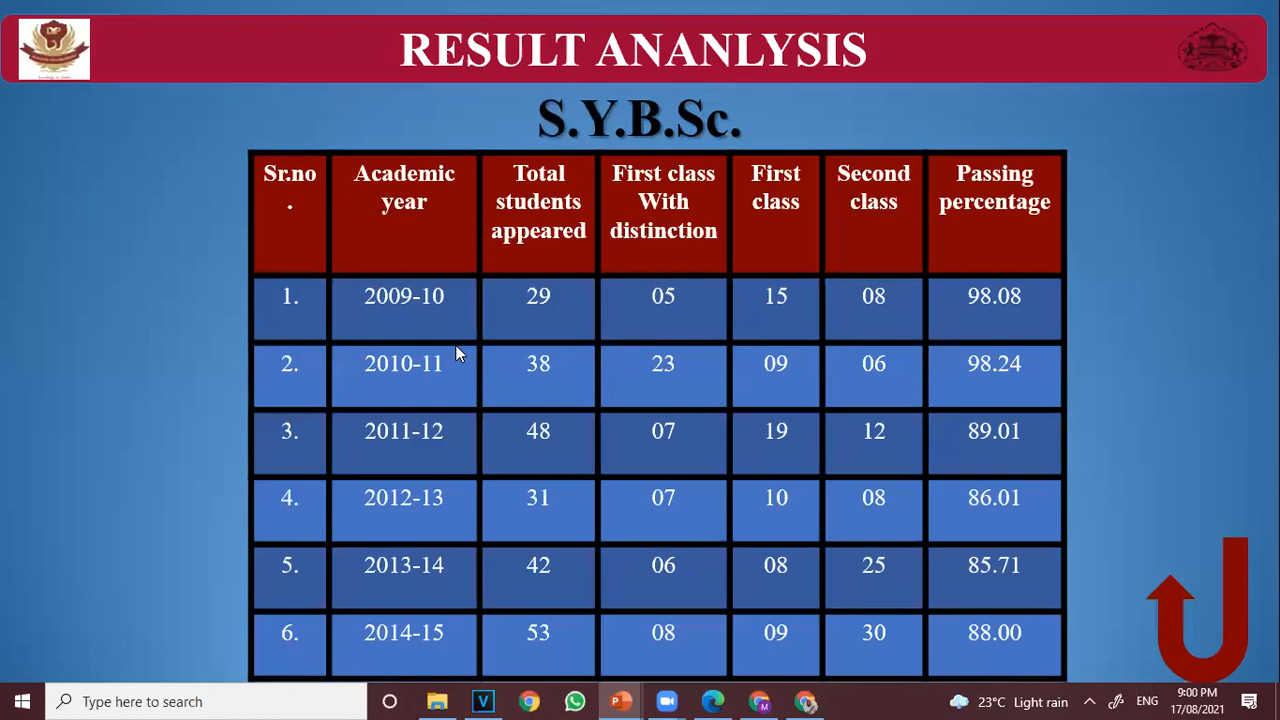 RESULT ANANLYSIS
S.Y.B.Sc.
Sr.no
.
Academic
year
Total
students
appeared
First class
With
distinction
First
class
Second
class
Passing
percentage
1. 2009-10 29 05 15 08 98.08
2. 2010-11 38 23 09 06 98.24
3. 2011-12 48 07 19 12 89.01
4. 2012-13 31 07 10 08 86.01
5. 2013-14 42 06 08 25 85.71
6. 2014-15 53 08 09 30 88.00
Type here to search
23°C Light rain
ENG
9:00 PM
17/08/2021